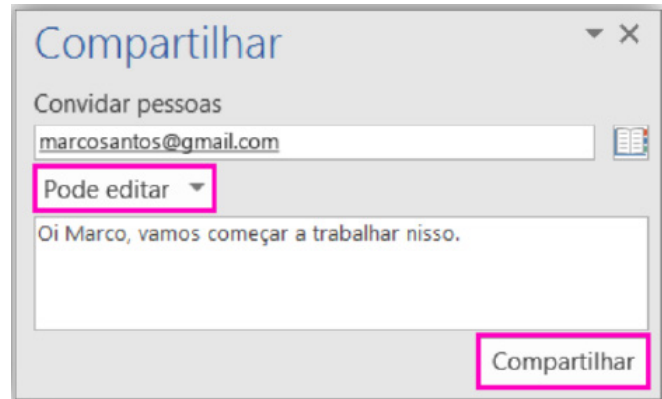 Compartilhar
Convidar pessoas
marcosantos@gmail.com
Pode editar
Oi Marco, vamos começar a trabalhar nisso.
Compartilhar